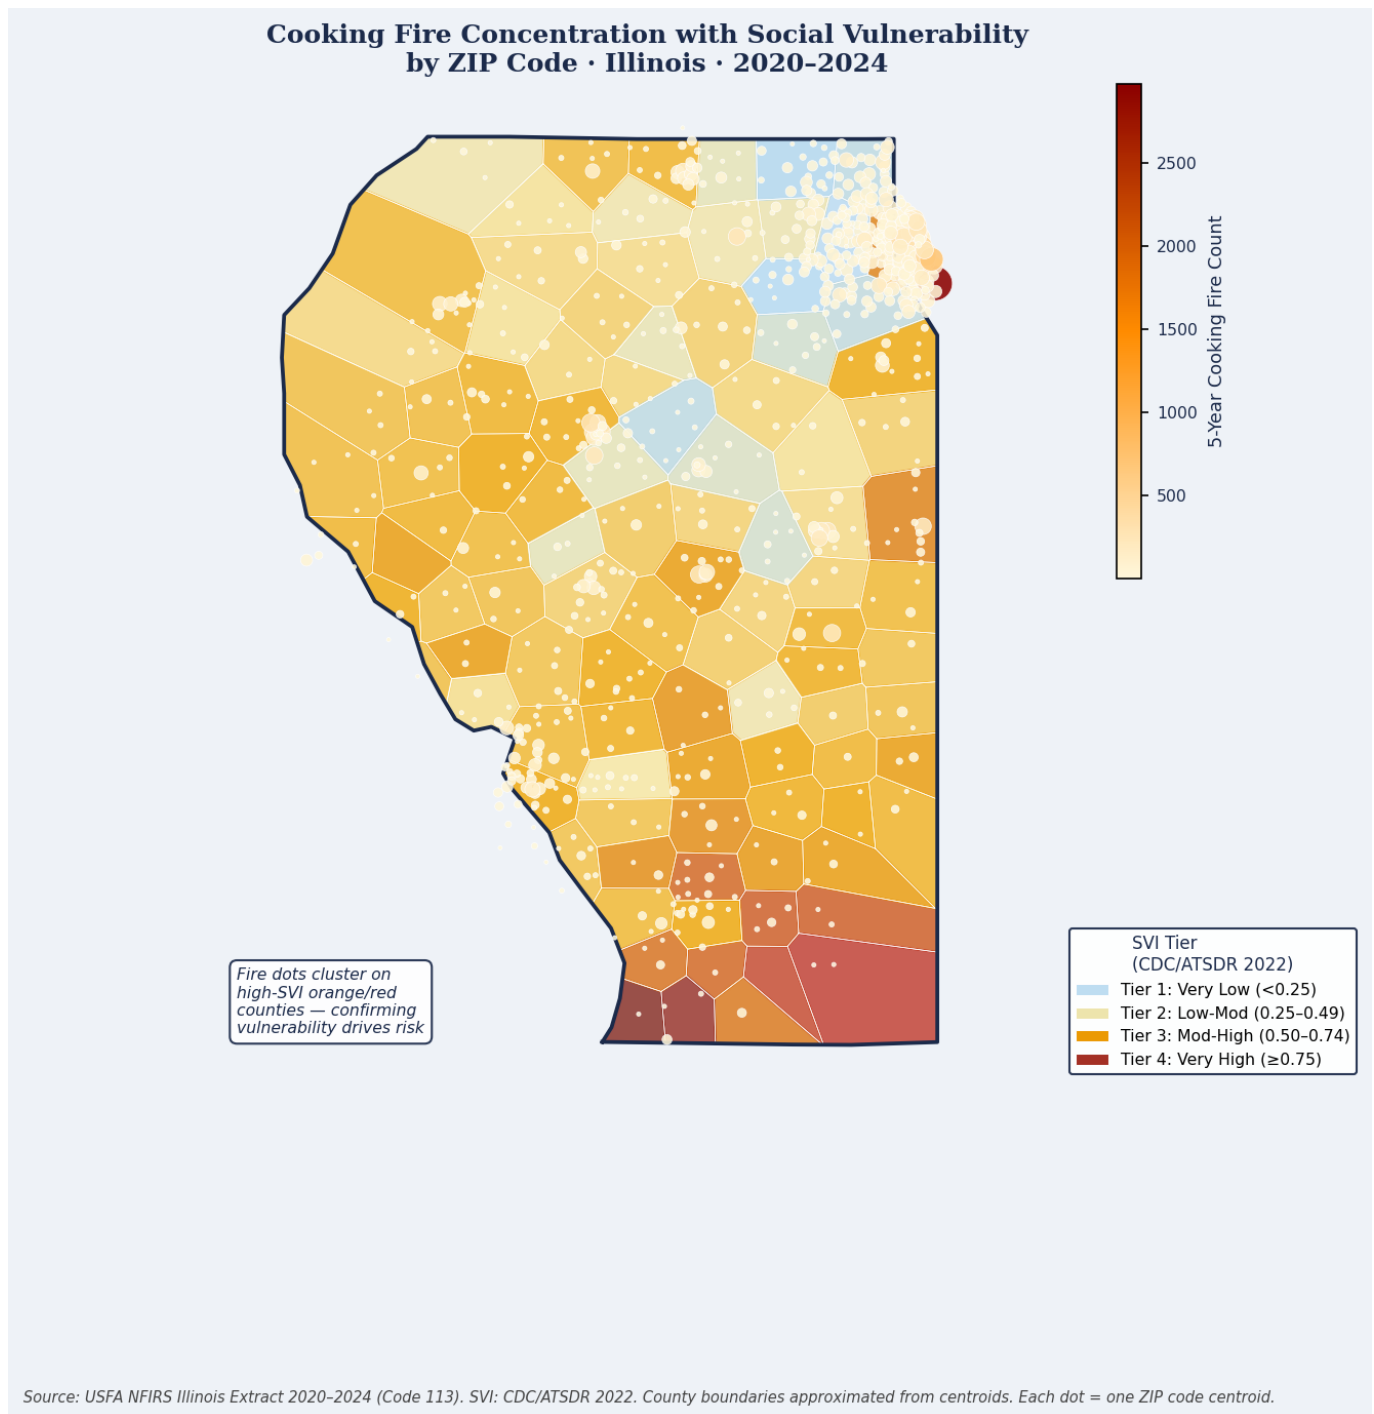 Cooking Fire Concentration with Social Vulnerability
by ZIP Code · Illinois · 2020–2024
2500
2000
1500
1000
500
5-Year Cooking Fire Count
Fire dots cluster on
high-SVI orange/red
counties — confirming
vulnerability drives risk
SVI Tier
(CDC/ATSDR 2022)
Tier 1: Very Low (<0.25)
Tier 2: Low-Mod (0.25–0.49)
Tier 3: Mod-High (0.50–0.74)
Tier 4: Very High (≥0.75)
Source: USFA NFIRS Illinois Extract 2020–2024 (Code 113). SVI: CDC/ATSDR 2022. County boundaries approximated from centroids. Each dot = one ZIP code centroid.